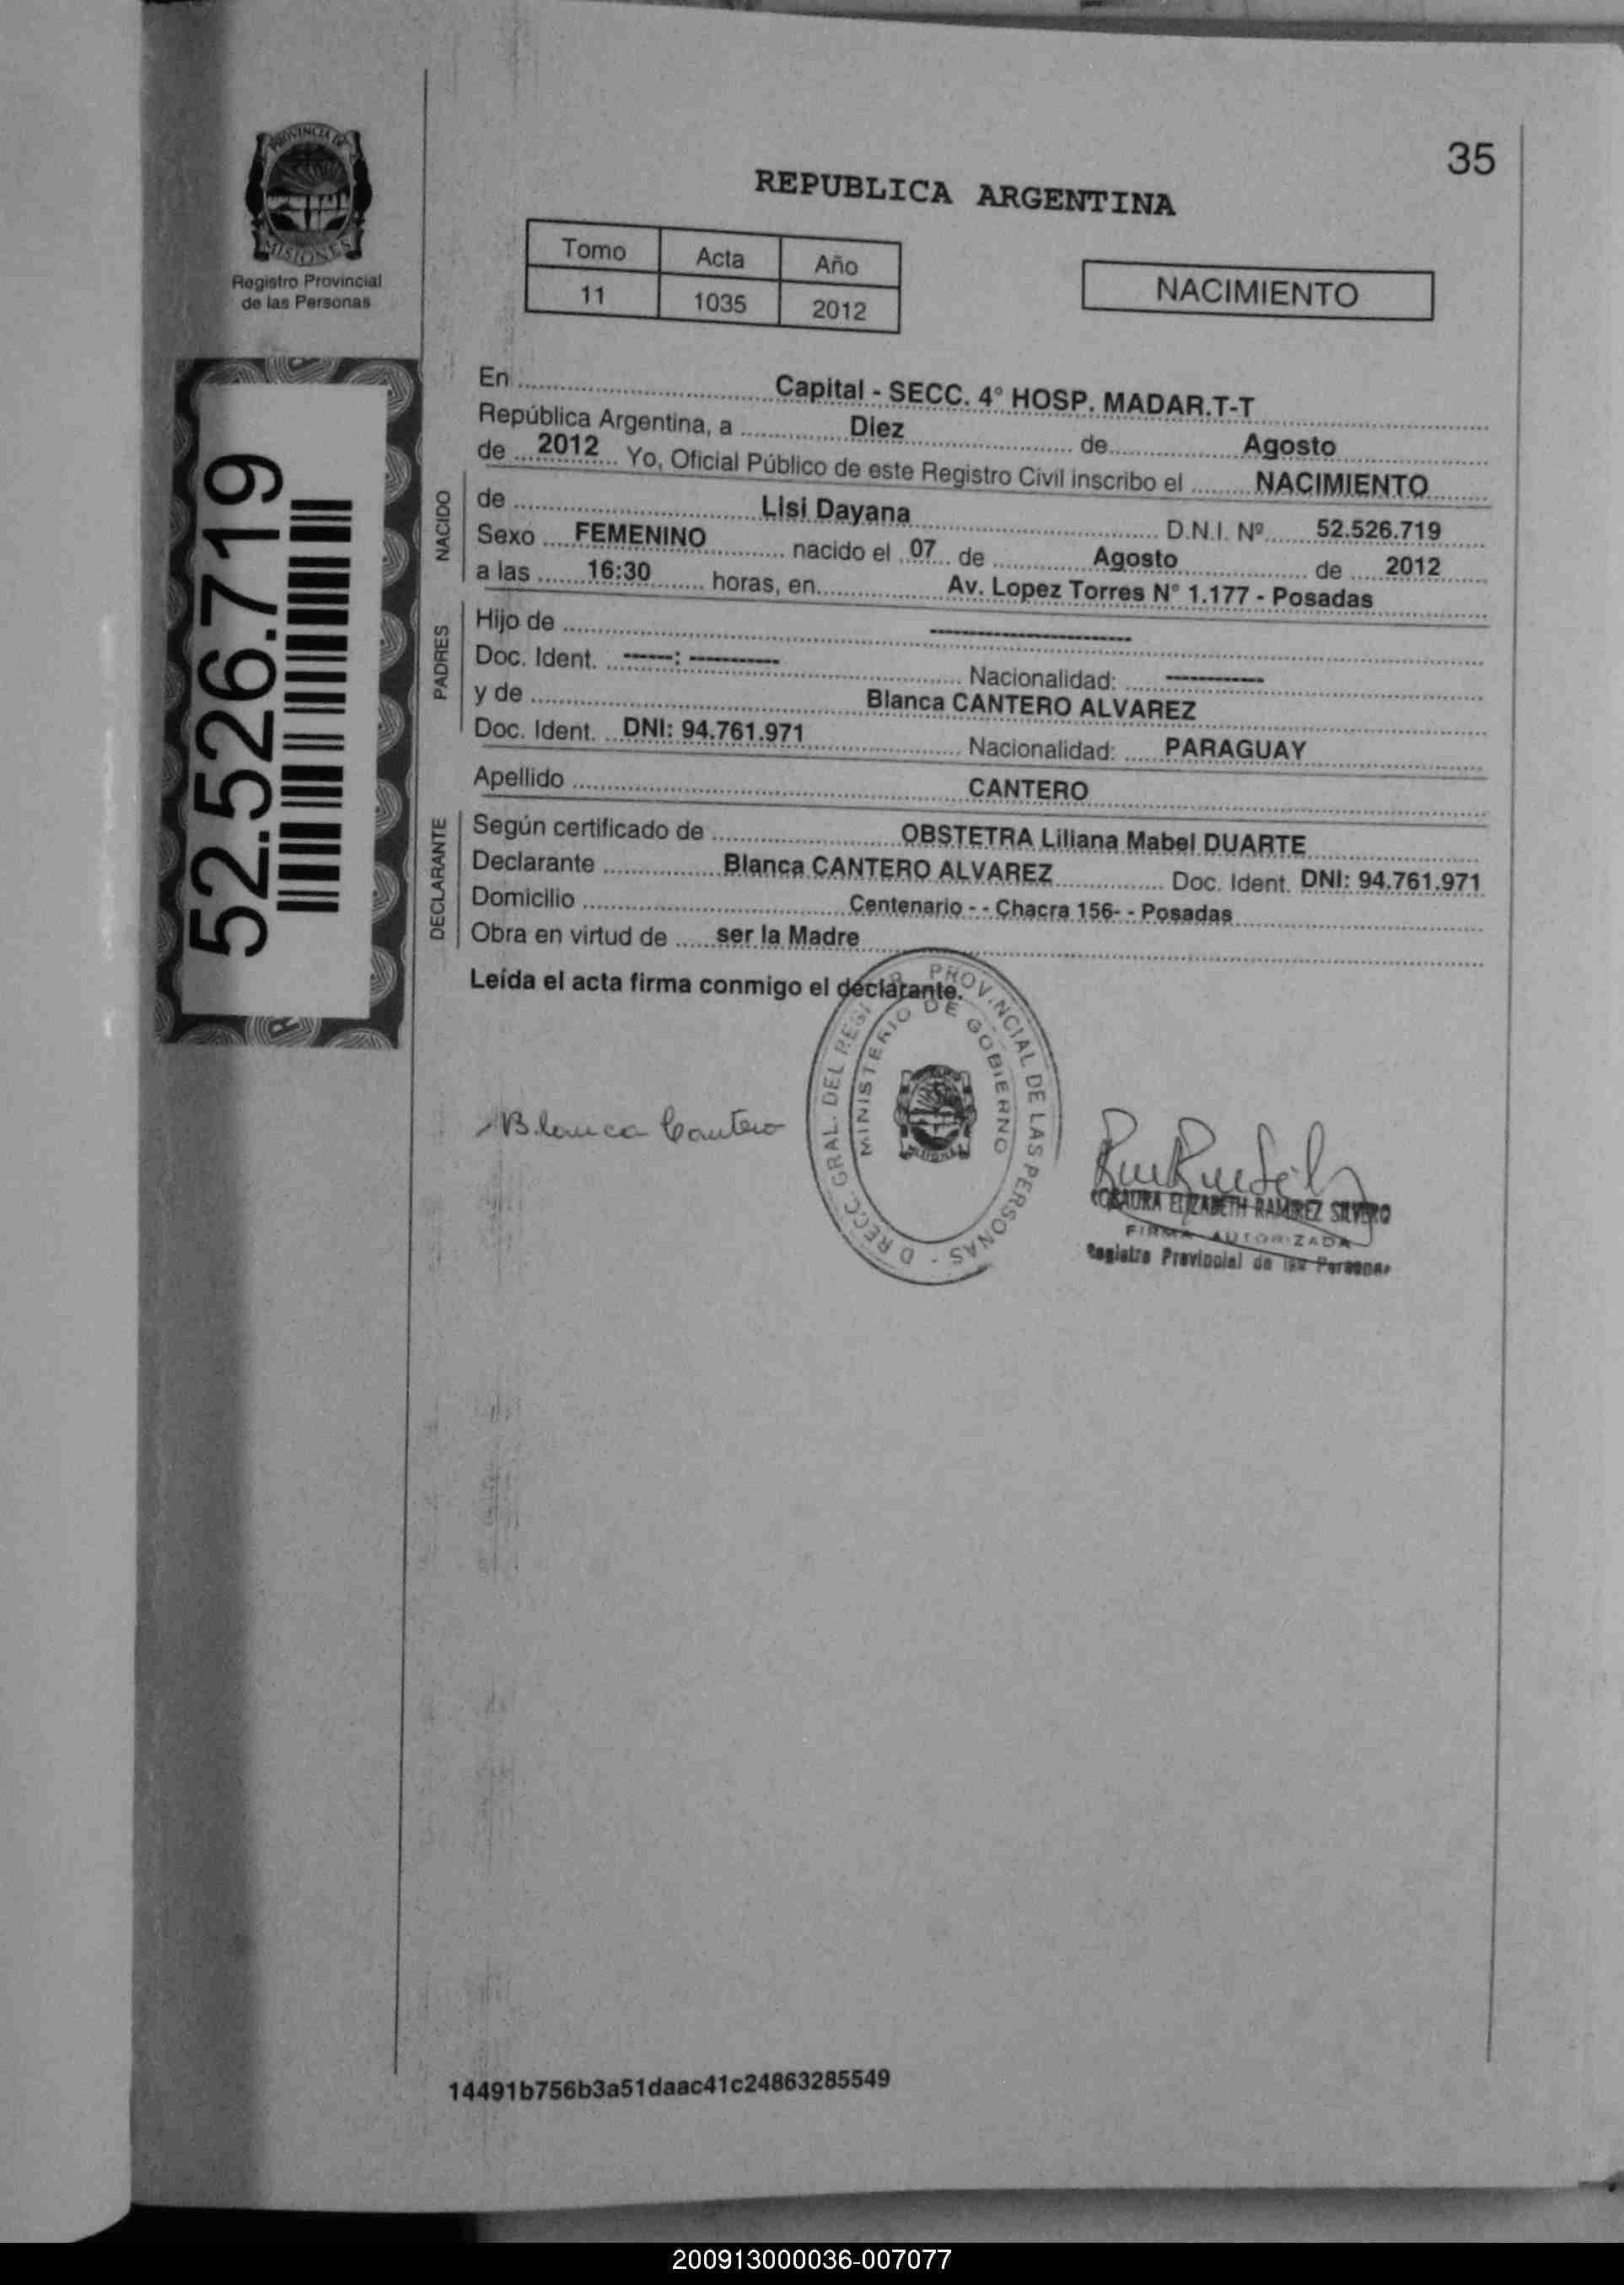 35
PROVINCIA DE
MISIONES
Registro Provincial
de las Personas
REPUBLICA ARGENTINA
Tomo Acta Año
11 1035 2012
NACIMIENTO
52.526.719
En Capital - SECC. 4° HOSP. MADAR.T-T
República Argentina, a Diez de Agosto
de 2012 Yo, Oficial Público de este Registro Civil inscribo el NACIMIENTO
NACIDO
de Lisi Dayana D.N.I. Nº 52.526.719
Sexo FEMENINO nacido el 07 de Agosto de 2012
a las 16:30 horas, en Av. Lopez Torres N° 1.177 - Posadas
PADRES
Hijo de --------------------
Doc. Ident. -----: --------- Nacionalidad: ----------
y de Blanca CANTERO ALVAREZ
Doc. Ident. DNI: 94.761.971 Nacionalidad: PARAGUAY
Apellido CANTERO
DECLARANTE
Según certificado de OBSTETRA Liliana Mabel DUARTE
Declarante Blanca CANTERO ALVAREZ Doc. Ident. DNI: 94.761.971
Domicilio Centenario - - Chacra 156- - Posadas
Obra en virtud de ser la Madre
Leída el acta firma conmigo el declarante.
Blanca Cantero
GRAL. DEL PROVINCIAL DE LAS PERSONAS
MINISTERIO DE GOBIERNO
MISIONES
ELIZABETH RAMIREZ SILVERO
FIRMA AUTORIZADA
Registro Provincial de las Personas
14491b756b3a51daac41c24863285549
200913000036-007077